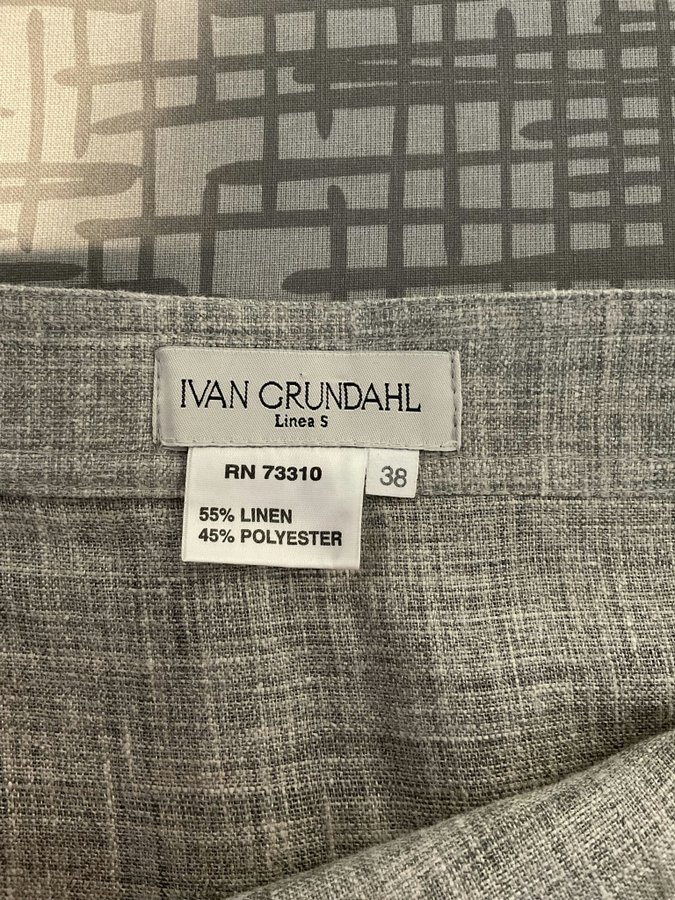 IVAN GRUNDAHL
Linea S
RN 73310
38
55% LINEN
45% POLYESTER